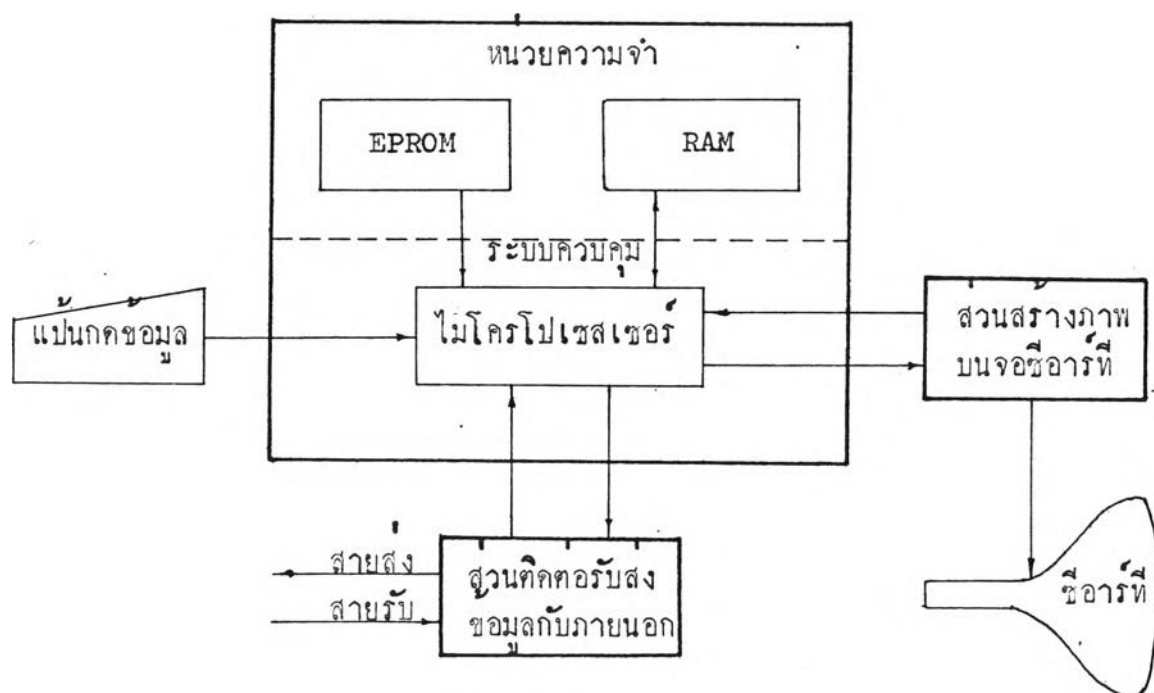 หน่วยความจำ
EPROM
RAM
ระบบควบคุม
แป้นกดข้อมูล
ไมโครโปเซสเซอร์
ส่วนสร้างภาพ
บนจอซีอาร์ที
สายส่ง
สายรับ
ส่วนติดต่อรับส่ง
ข้อมูลกับภายนอก
ซีอาร์ที